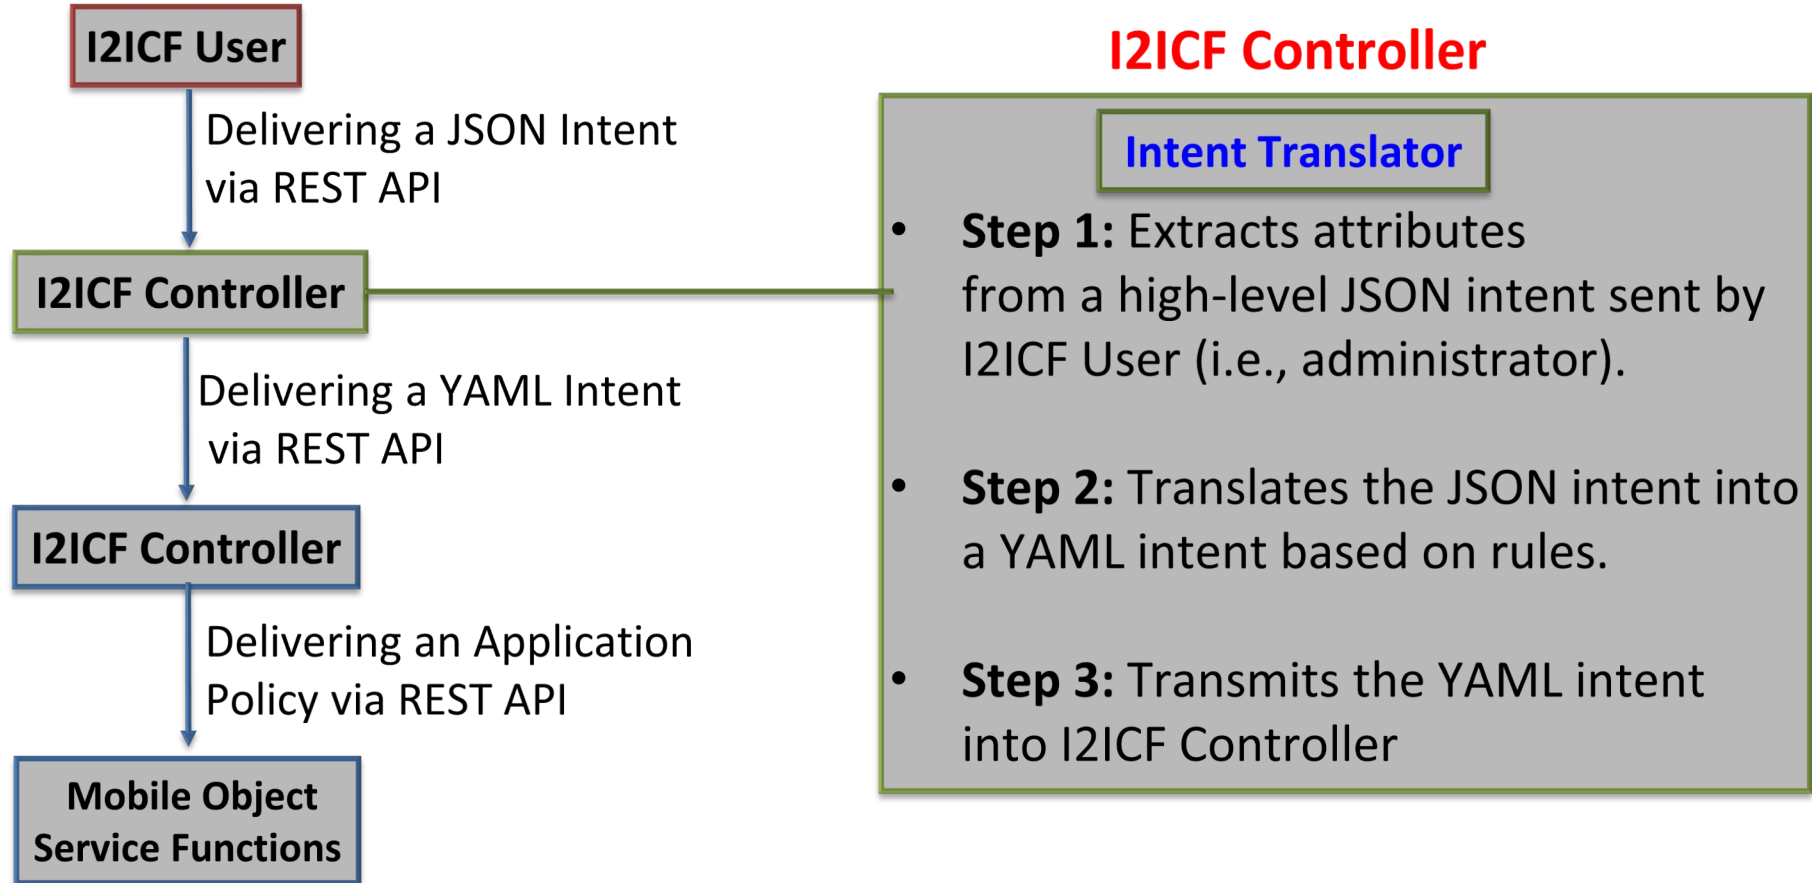 I2ICF User
Delivering a JSON Intent
via REST API
I2ICF Controller
Delivering a YAML Intent
via REST API
I2ICF Controller
Delivering an Application
Policy via REST API
Mobile Object
Service Functions
I2ICF Controller
Intent Translator
• Step 1: Extracts attributes
from a high-level JSON intent sent by
I2ICF User (i.e., administrator).
• Step 2: Translates the JSON intent into
a YAML intent based on rules.
• Step 3: Transmits the YAML intent
into I2ICF Controller